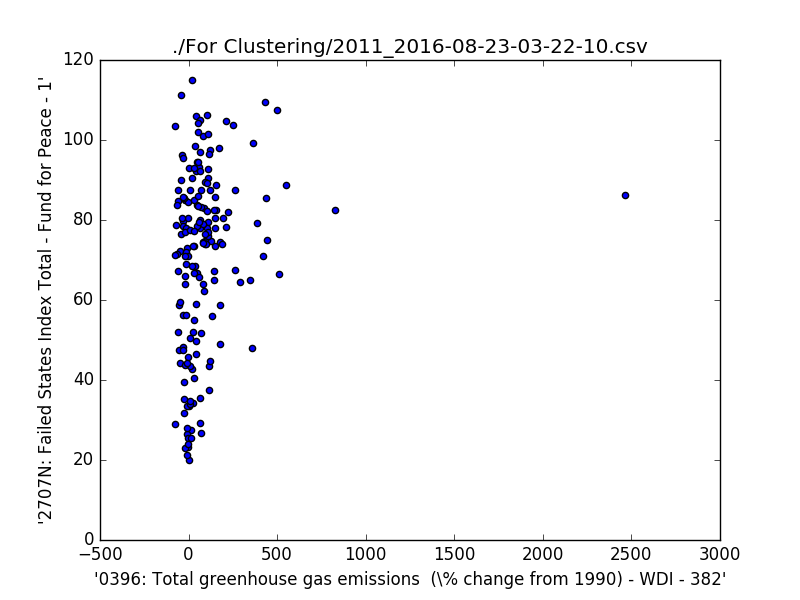 ./For Clustering/2011_2016-08-23-03-22-10.csv
120
100
80
60
40
20
0
'2707N: Failed States Index Total - Fund for Peace - 1'
−500 0 500 1000 1500 2000 2500 3000
'0396: Total greenhouse gas emissions  (\% change from 1990) - WDI - 382'